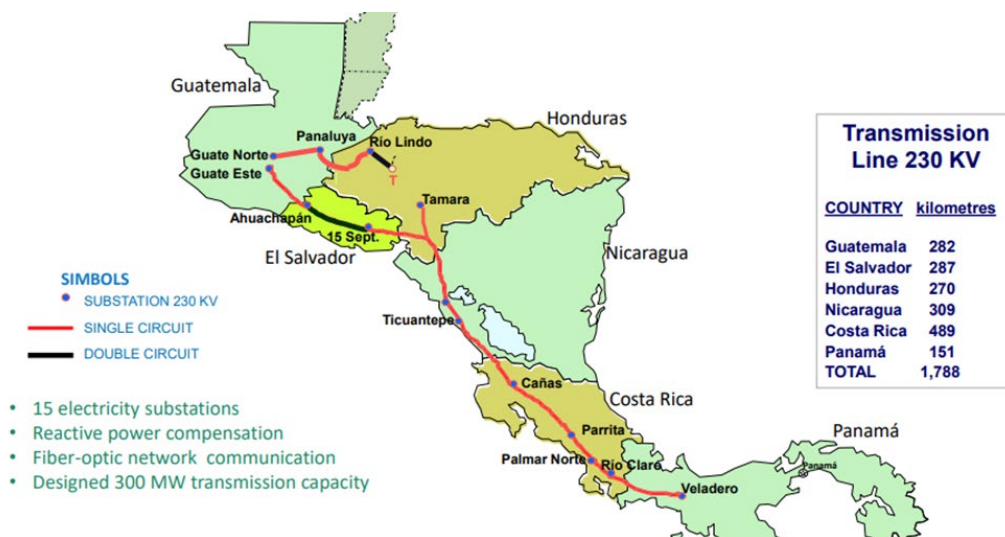 Guatemala
Honduras
Panaluya
Río Lindo
Guate Norte
Guate Este
T
Tamara
Ahuachapán
15 Sept.
El Salvador
Nicaragua
Ticuantepe
Cañas
Costa Rica
Parrita
Palmar Norte
Río Claro
Panamá
Panamá
Veladero
SIMBOLS
SUBSTATION 230 KV
SINGLE CIRCUIT
DOUBLE CIRCUIT
• 15 electricity substations
• Reactive power compensation
• Fiber-optic network communication
• Designed 300 MW transmission capacity
Transmission
Line 230 KV
COUNTRY kilometres
Guatemala 282
El Salvador 287
Honduras 270
Nicaragua 309
Costa Rica 489
Panamá 151
TOTAL 1,788